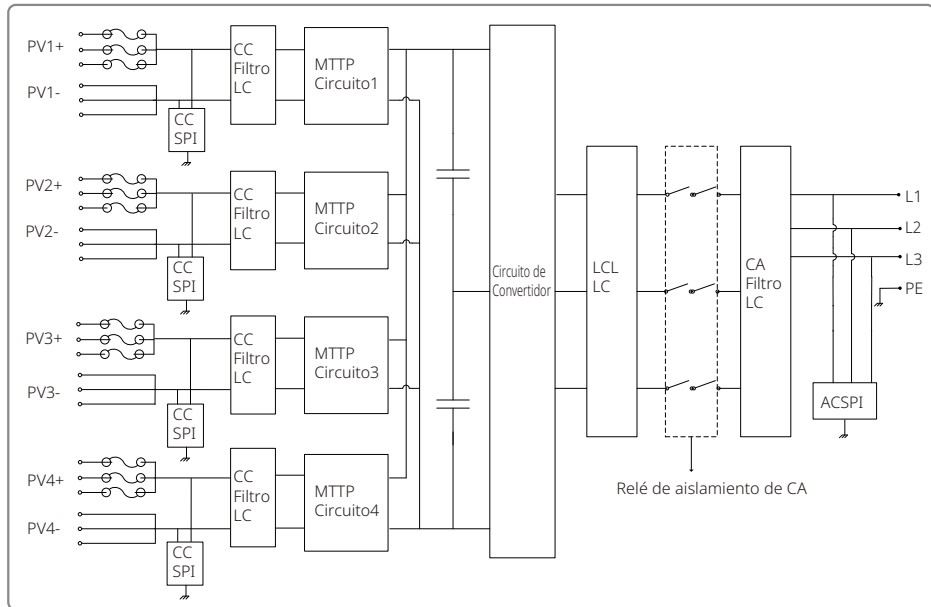 PV1+
PV1-
CC
SPI
CC
Filtro
LC
MTTP
Circuito1
PV2+
PV2-
CC
SPI
CC
Filtro
LC
MTTP
Circuito2
PV3+
PV3-
CC
SPI
CC
Filtro
LC
MTTP
Circuito3
PV4+
PV4-
CC
SPI
CC
Filtro
LC
MTTP
Circuito4
Circuito de
Convertidor
LCL
LC
Relé de aislamiento de CA
CA
Filtro
LC
L1
L2
L3
PE
ACSPI